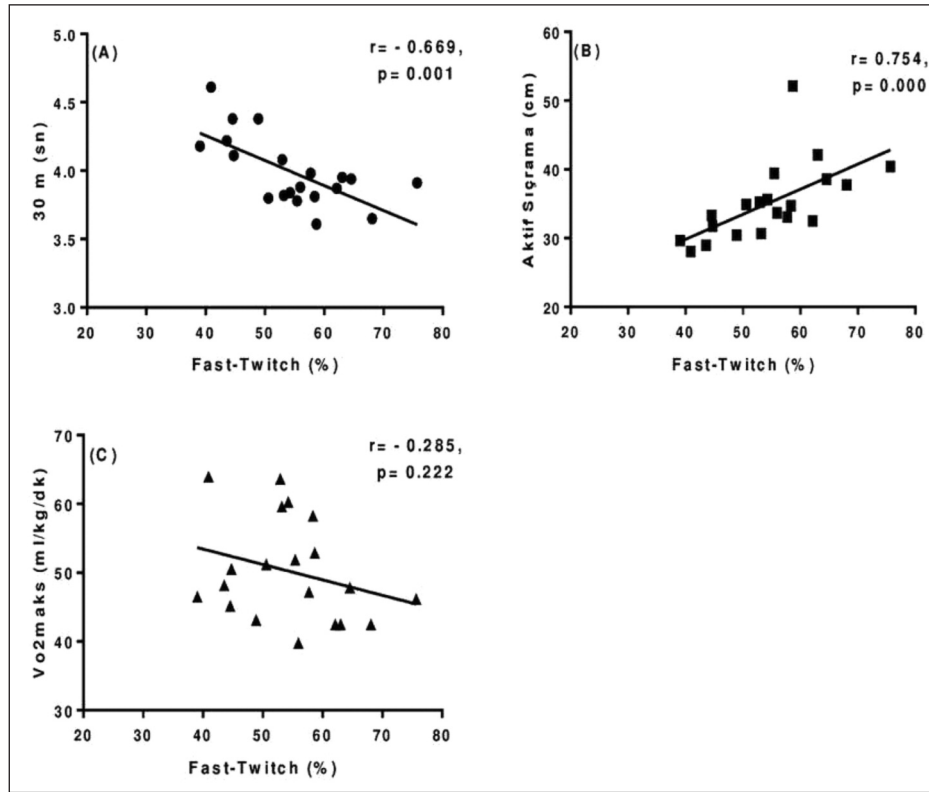 (A)
r= - 0.669,
p= 0.001
30 m (sn)
5.0
4.5
4.0
3.5
3.0
20 30 40 50 60 70 80
Fast-Twitch (%)
(B)
r= 0.754,
p= 0.000
Aktif Sıçrama (cm)
60
50
40
30
20
20 30 40 50 60 70 80
Fast-Twitch (%)
(C)
r= - 0.285,
p= 0.222
Vo2maks (ml/kg/dk)
70
60
50
40
30
20 30 40 50 60 70 80
Fast-Twitch (%)